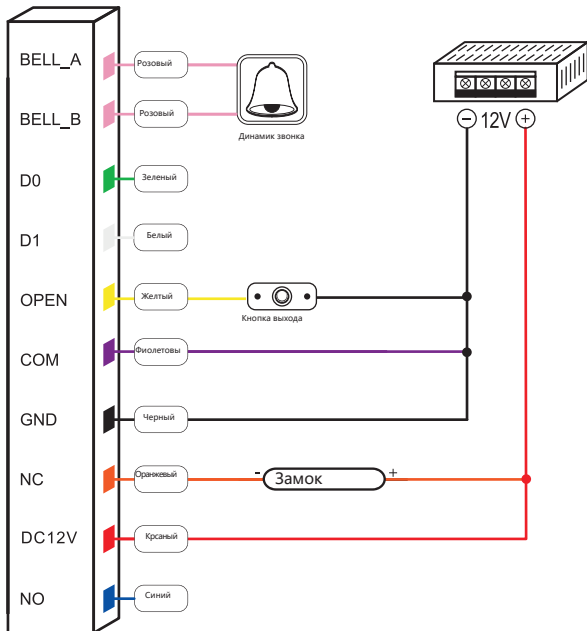 BELL_A Розовый
BELL_B Розовый
Динамик звонка
12V
D0 Зеленый
D1 Белый
OPEN Желтый
Кнопка выхода
COM Фиолетовы
GND Черный
NC Оранжевый - Замок +
DC12V Крсаный
NO Синий